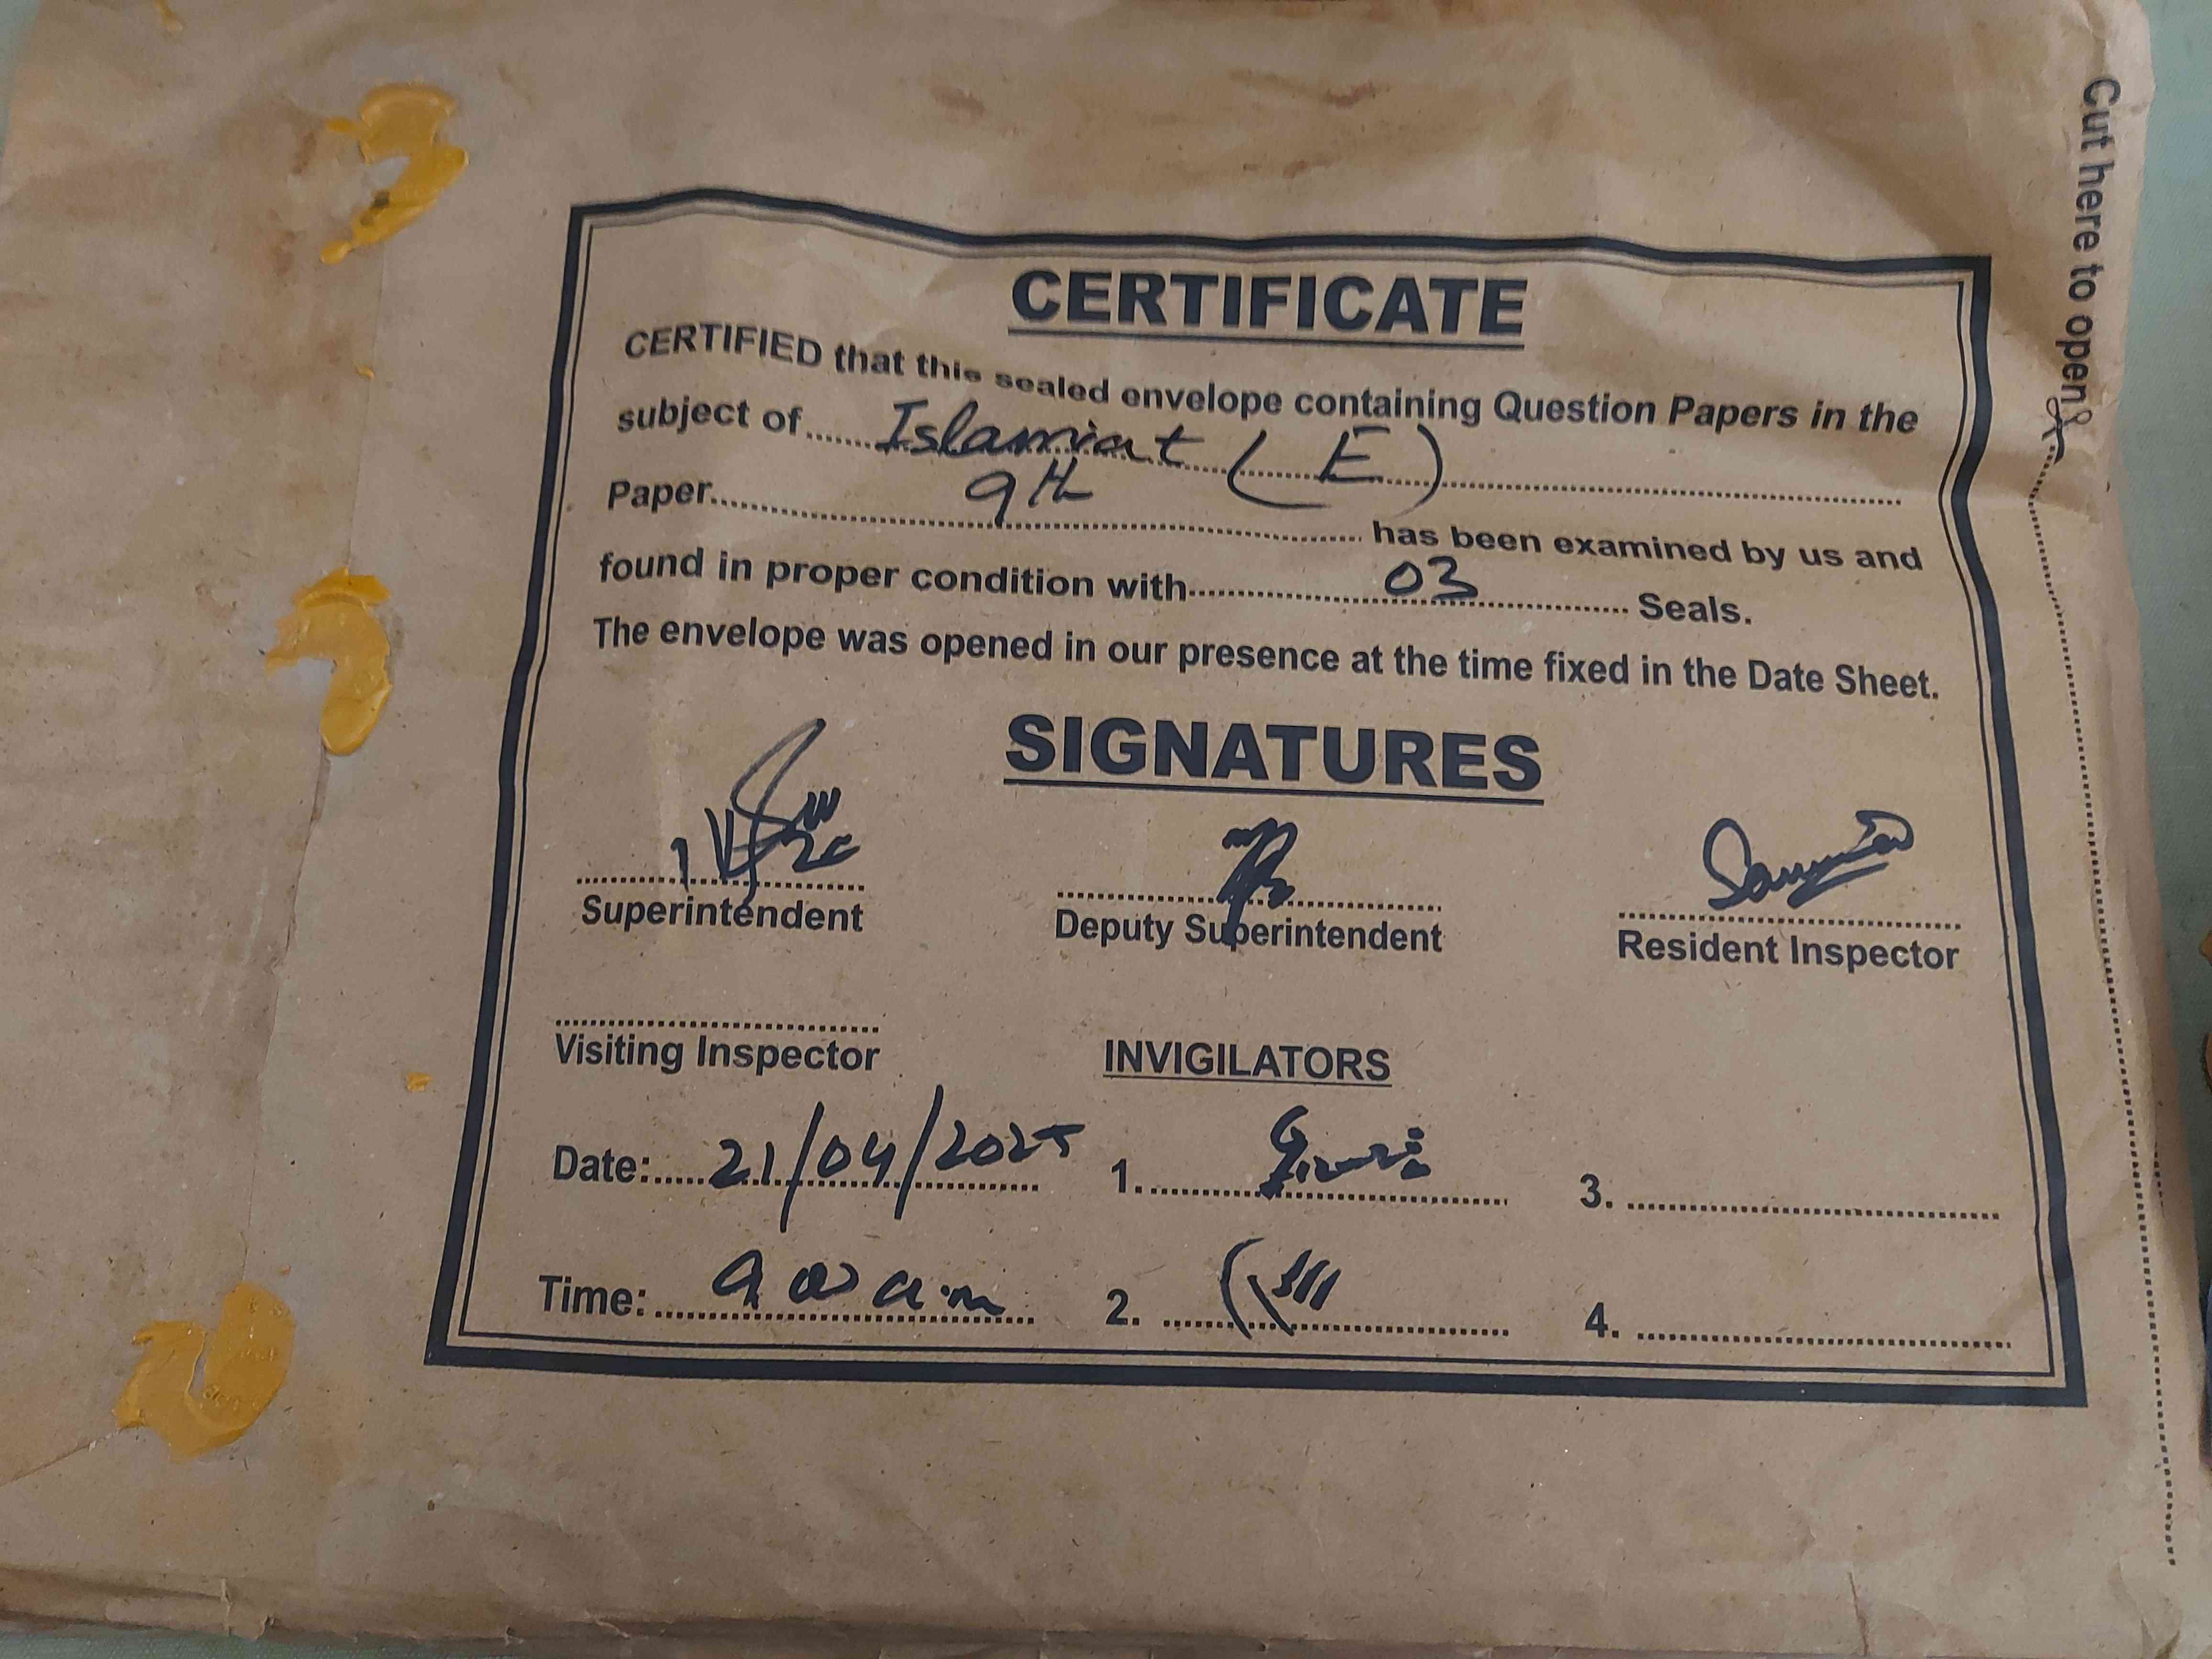 Cut here to open
CERTIFICATE
CERTIFIED that this sealed envelope containing Question Papers in the
subject of.......Islamiat (E)
Paper 9th has been examined by us and
found in proper condition with 03 Seals.
The envelope was opened in our presence at the time fixed in the Date Sheet.
SIGNATURES
Superintendent Deputy Superintendent Resident Inspector
Visiting Inspector INVIGILATORS
Date: 21/04/2025 1. 3.
Time: a.m 2. 4.